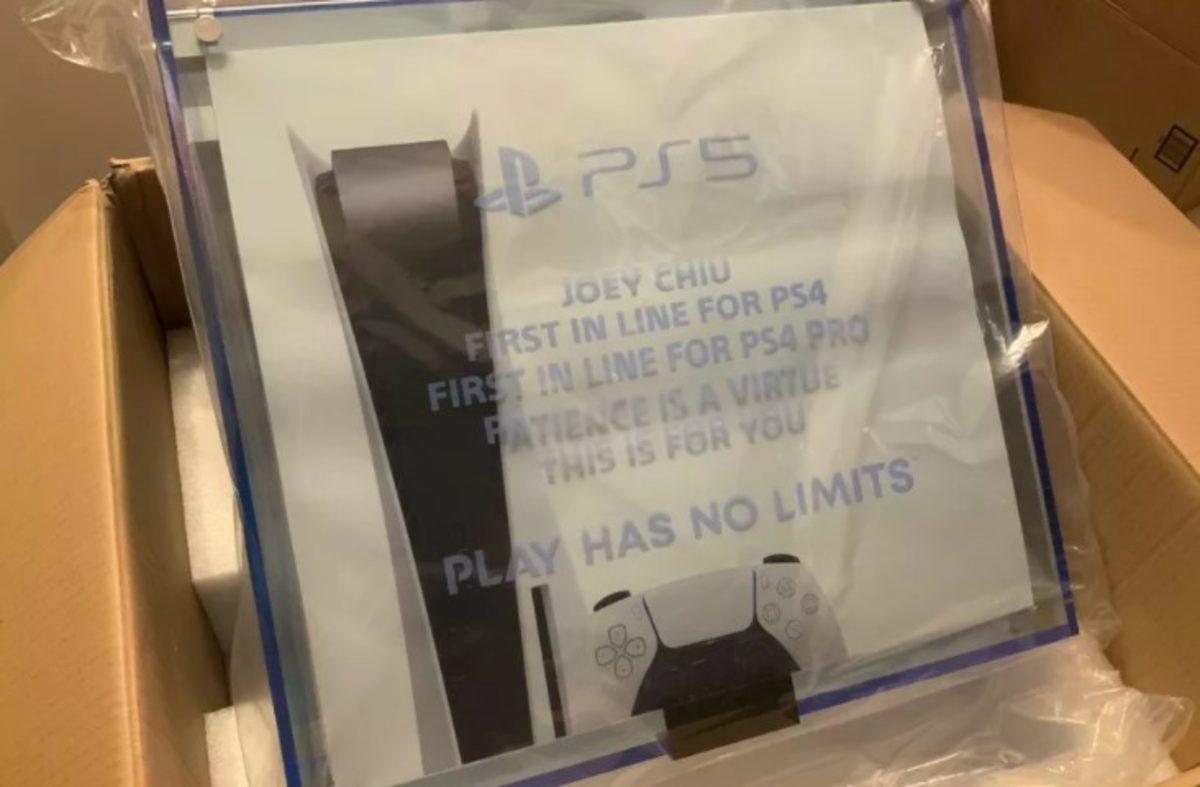 PS5
JOEY CHIU
FIRST IN LINE FOR PS4
FIRST IN LINE FOR PS4 PRO
PATIENCE IS A VIRTUE
THIS IS FOR YOU
PLAY HAS NO LIMITS™